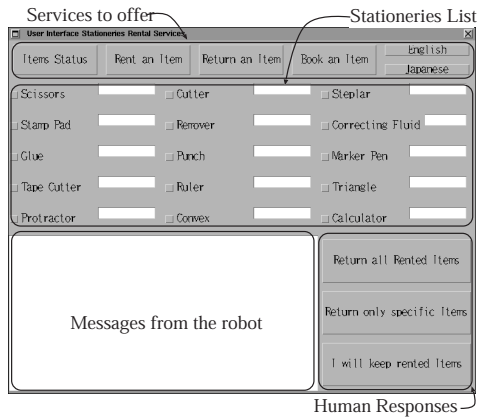 Services to offer
Stationeries List
User Interface Stationeries Rental Services
Items Status
Rent an Item
Return an Item
Book an Item
English
Japanese
Scissors
Cutter
Steplar
Stamp Pad
Remover
Correcting Fluid
Glue
Punch
Marker Pen
Tape Cutter
Ruler
Triangle
Protractor
Convex
Calculator
Messages from the robot
Return all Rented Items
Return only specific Items
I will keep rented Items
Human Responses